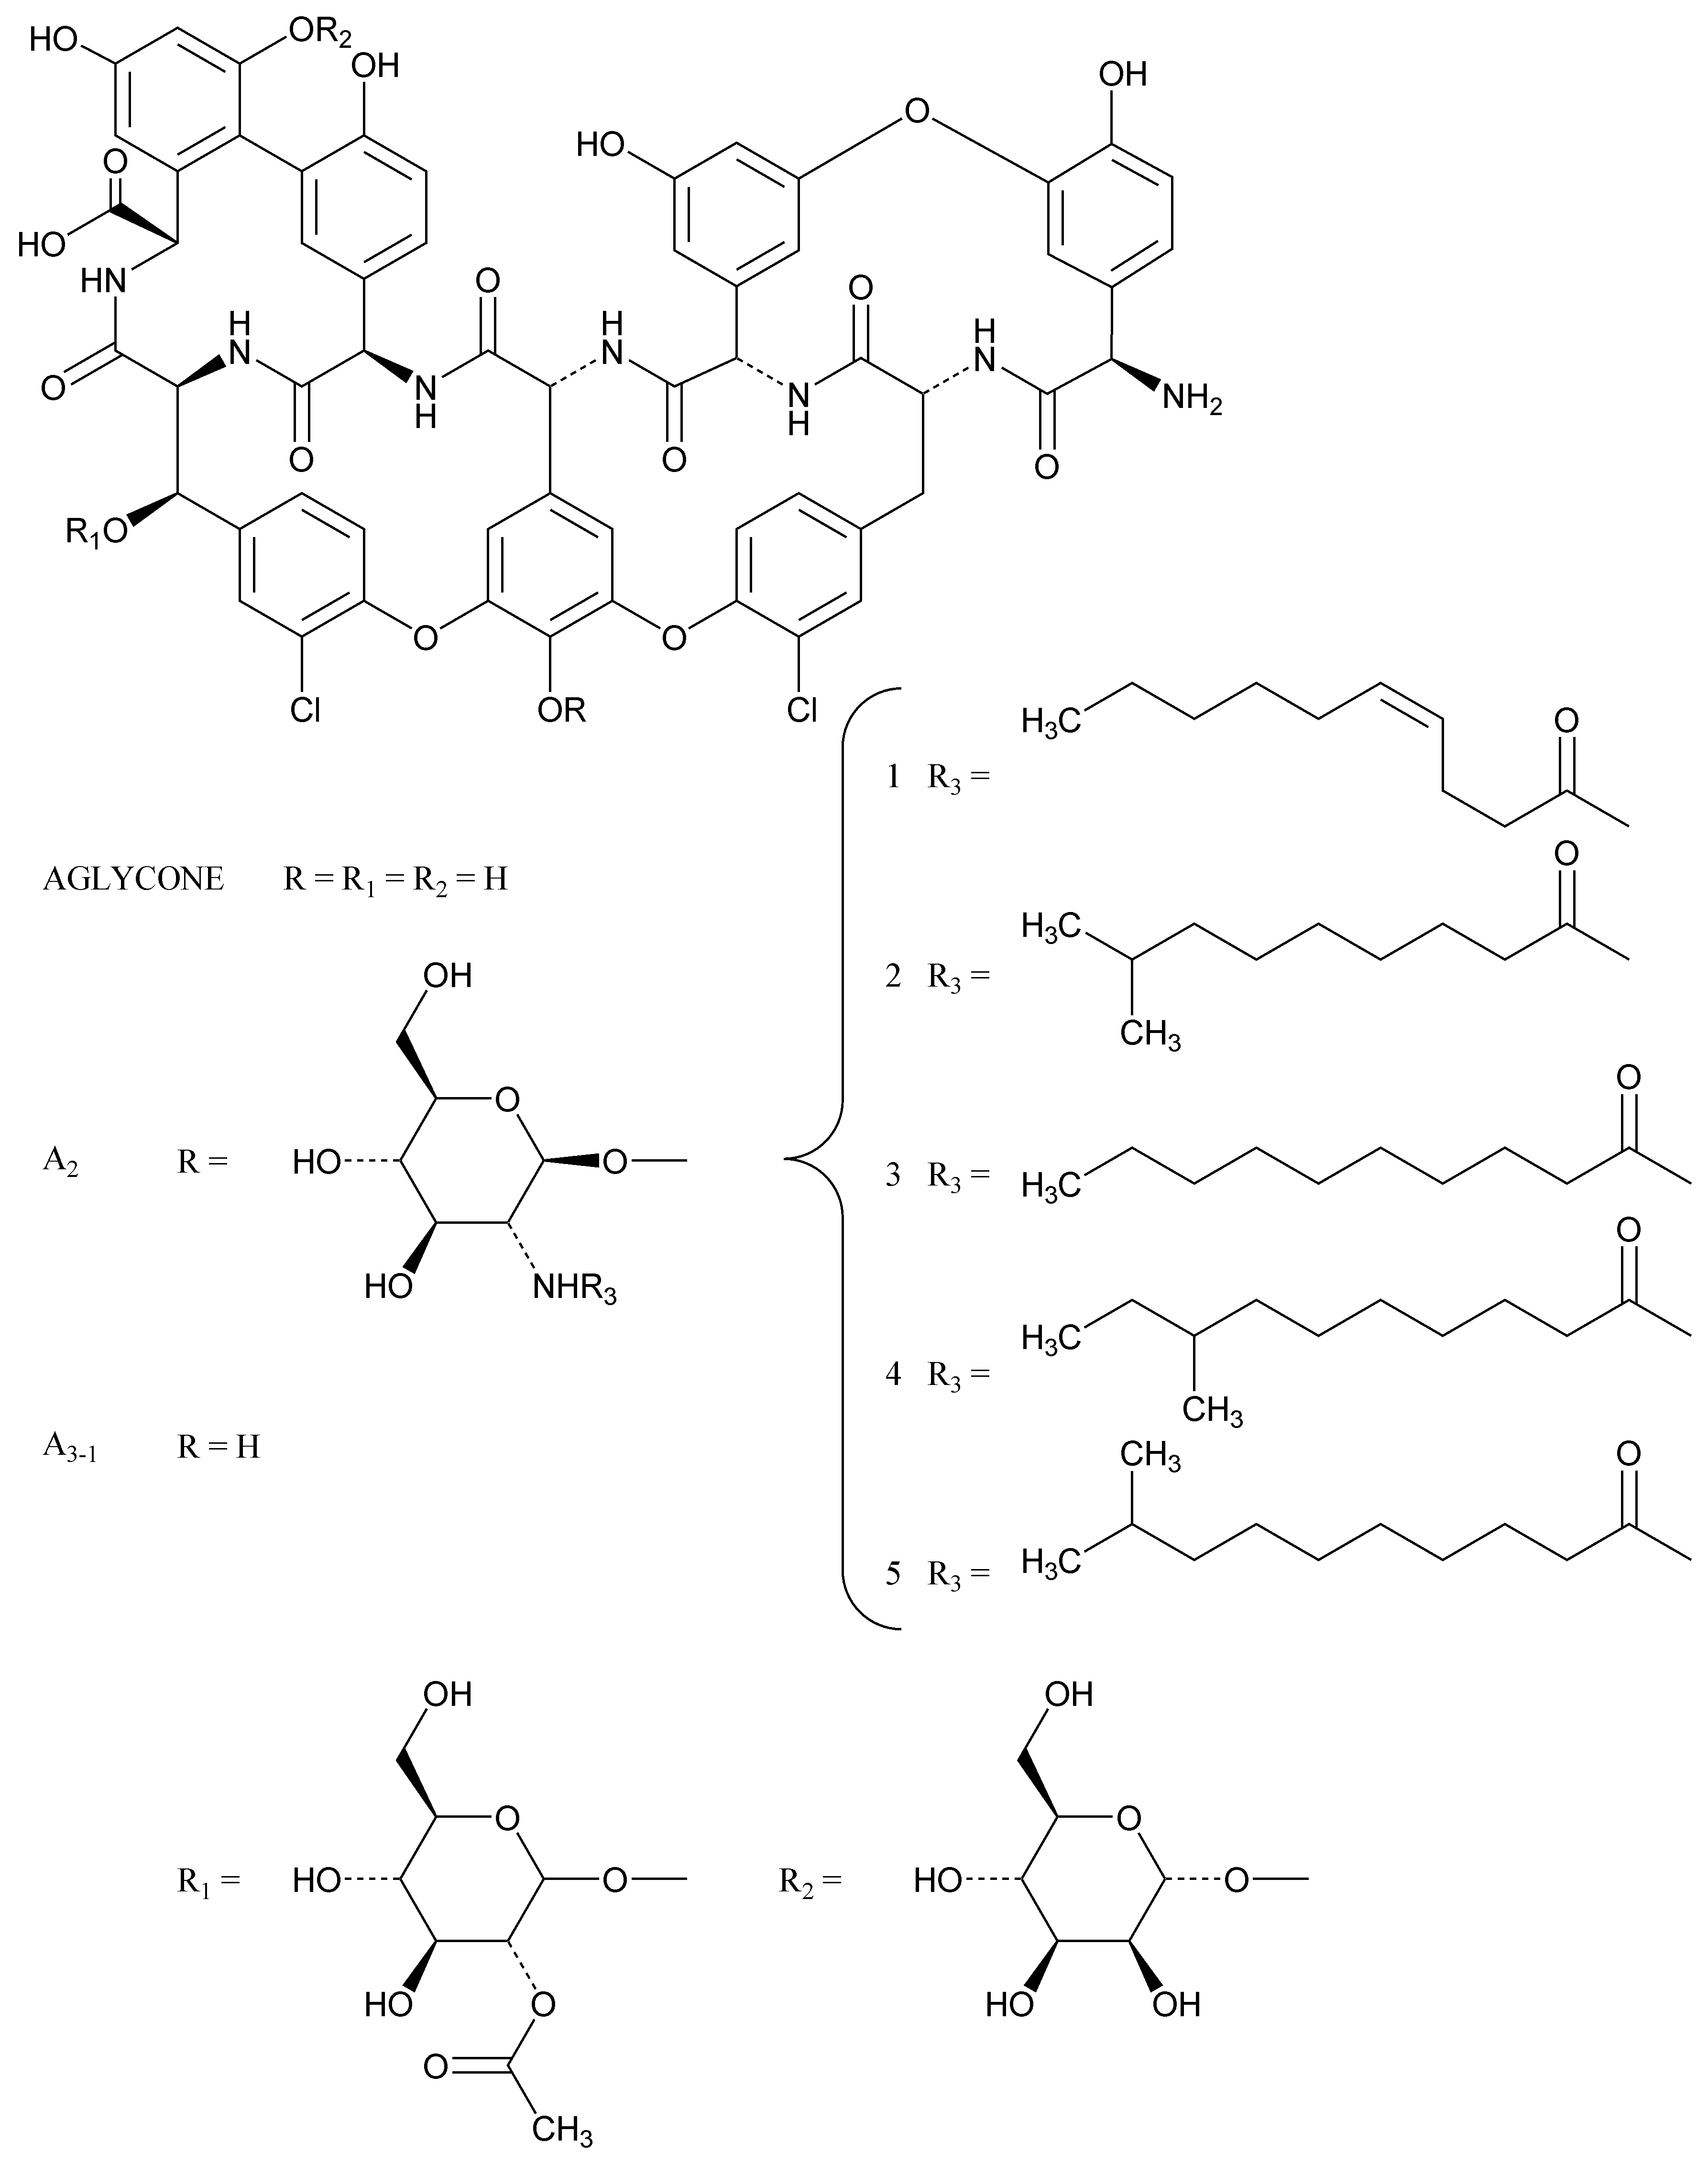 HO OR2
OH OH
O
HO
O
HO
O
HN
O O
H H H
N N N
O
N N NH2
H H
O O O
R1O
O O
Cl OR Cl
H3C O
1 R3 =
O
AGLYCONE R = R1 = R2 = H
H3C
OH 2 R3 =
CH3
O
O
A2 R = HO O
3 R3 = H3C
O
HO NHR3
H3C
4 R3 =
CH3
A3-1 R = H
CH3 O
H3C
5 R3 =
OH OH
O O
R1 = HO O R2 = HO O
HO O HO OH
O
CH3